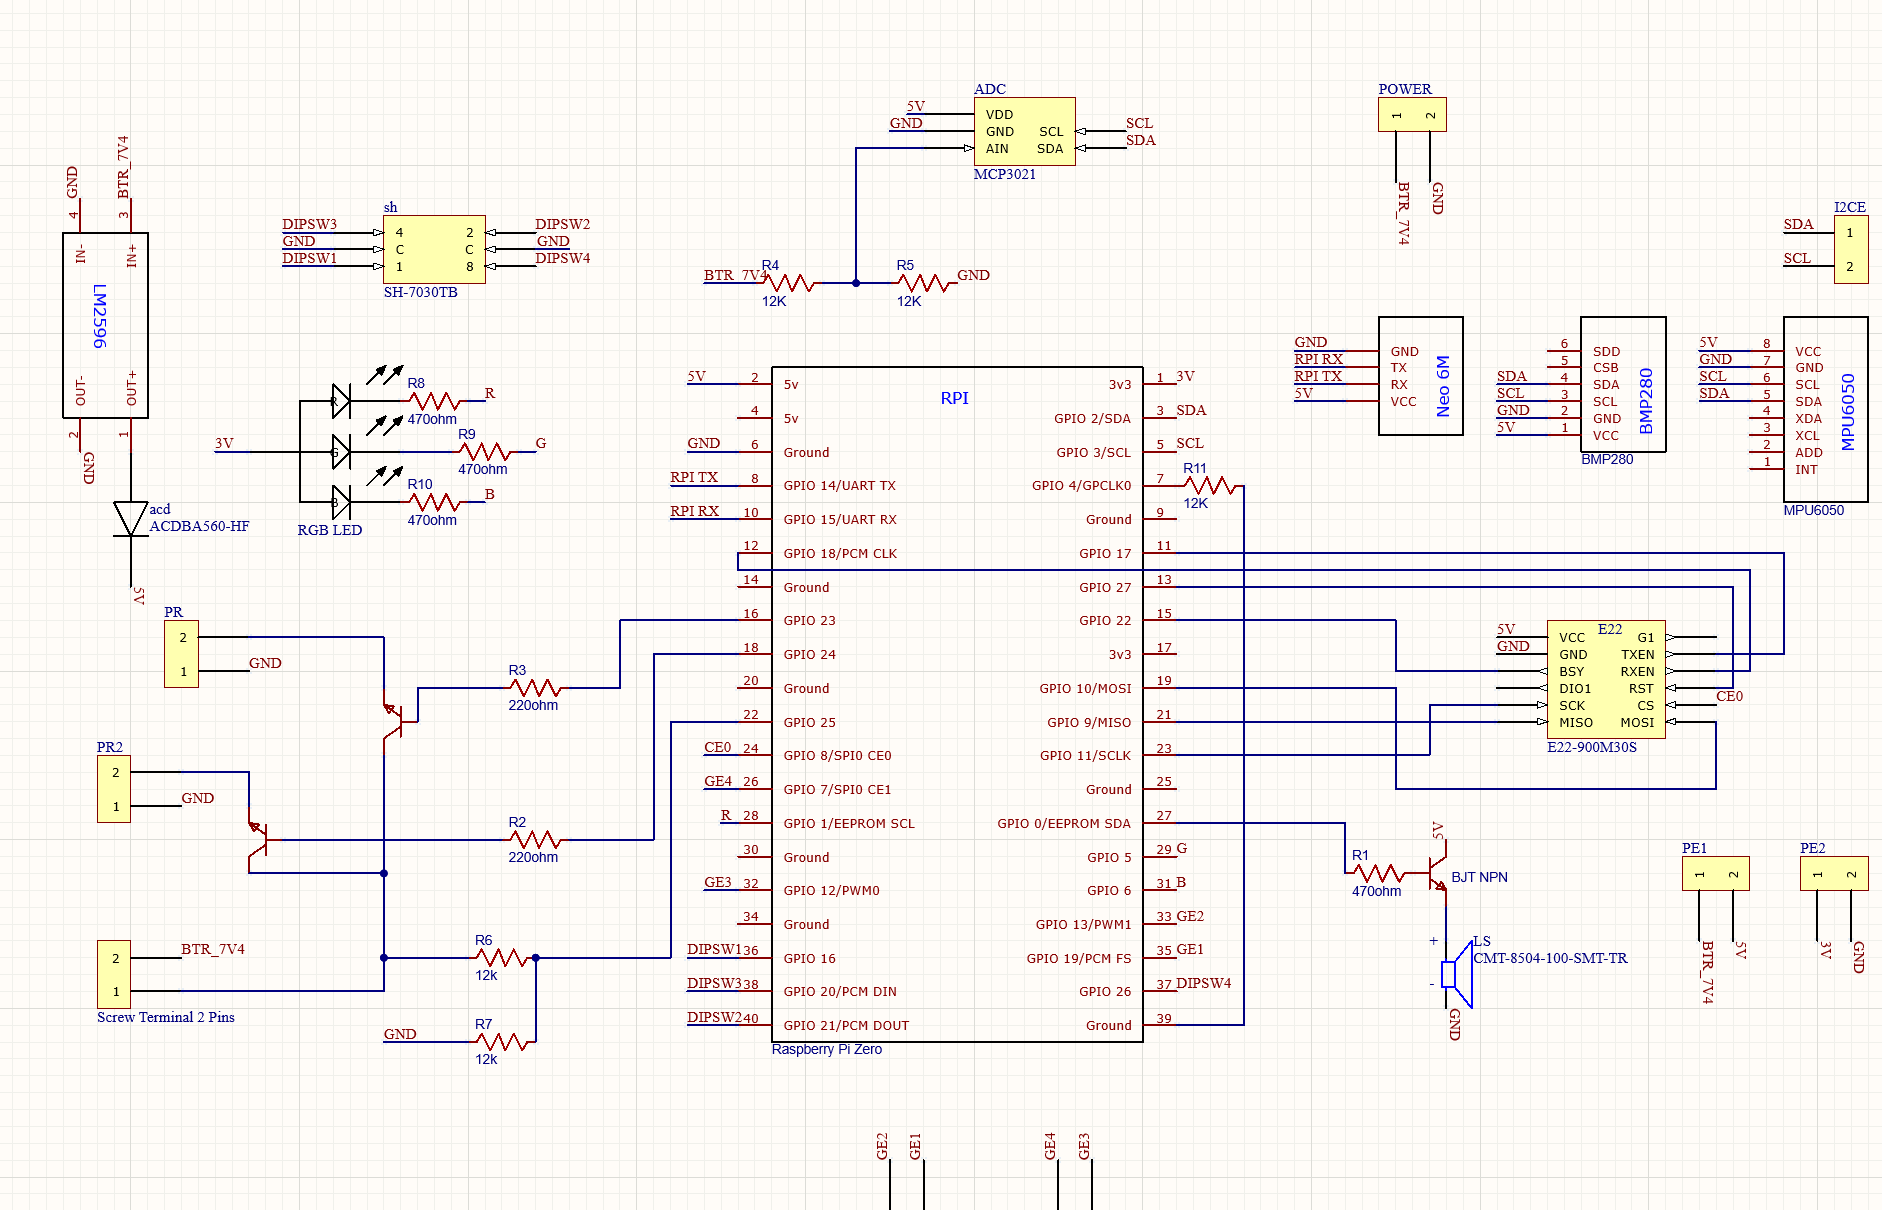 ADC
5V
GND
VDD
GND
AIN
SCL
SDA
SCL
SDA
MCP3021
POWER
1
2
BTR_7V4
GND
GND
BTR_7V4
4
3
IN-
IN+
LM2596
OUT-
OUT+
2
1
GND
acd
ACDBA560-HF
5V
sh
DIPSW3
GND
DIPSW1
4
C
1
2
C
8
DIPSW2
GND
DIPSW4
SH-7030TB
I2CE
SDA
SCL
1
2
BTR_7V4
R4
12K
R5
12K
GND
GND
RPI RX
RPI TX
5V
GND
TX
RX
VCC
Neo 6M
SDA
SCL
GND
5V
6
5
4
3
2
1
SDD
CSB
SDA
SCL
GND
VCC
BMP280
BMP280
5V
GND
SCL
SDA
8
7
6
5
4
3
2
1
VCC
GND
SCL
SDA
XDA
XCL
ADD
INT
MPU6050
MPU6050
3V
R
G
B
R8
470ohm
R
R9
470ohm
G
R10
470ohm
B
RGB LED
RPI
5V 2 5v
4 5v
GND 6 Ground
RPI TX 8 GPIO 14/UART TX
RPI RX 10 GPIO 15/UART RX
12 GPIO 18/PCM CLK
14 Ground
16 GPIO 23
18 GPIO 24
20 Ground
22 GPIO 25
CE0 24 GPIO 8/SPI0 CE0
GE4 26 GPIO 7/SPI0 CE1
R 28 GPIO 1/EEPROM SCL
30 Ground
GE3 32 GPIO 12/PWM0
34 Ground
DIPSW1 36 GPIO 16
DIPSW3 38 GPIO 20/PCM DIN
DIPSW2 40 GPIO 21/PCM DOUT
3v3 1 3V
GPIO 2/SDA 3 SDA
GPIO 3/SCL 5 SCL
GPIO 4/GPCLK0 7
Ground 9
GPIO 17 11
GPIO 27 13
GPIO 22 15
3v3 17
GPIO 10/MOSI 19
GPIO 9/MISO 21
GPIO 11/SCLK 23
Ground 25
GPIO 0/EEPROM SDA 27
GPIO 5 29 G
GPIO 6 31 B
GPIO 13/PWM1 33 GE2
GPIO 19/PCM FS 35 GE1
GPIO 26 37 DIPSW4
Ground 39
Raspberry Pi Zero
R11
12K
PR
2
1
GND
R3
220ohm
PR2
2
1
GND
R2
220ohm
2
1
BTR_7V4
Screw Terminal 2 Pins
R6
12k
GND
R7
12k
E22
5V
GND
VCC
GND
BSY
DIO1
SCK
MISO
G1
TXEN
RXEN
RST
CS
MOSI
CE0
E22-900M30S
R1
470ohm
5V
BJT NPN
+
-
LS
CMT-8504-100-SMT-TR
GND
PE1
1
2
BTR_7V4
5V
PE2
1
2
3V
GND
GE2
GE1
GE4
GE3